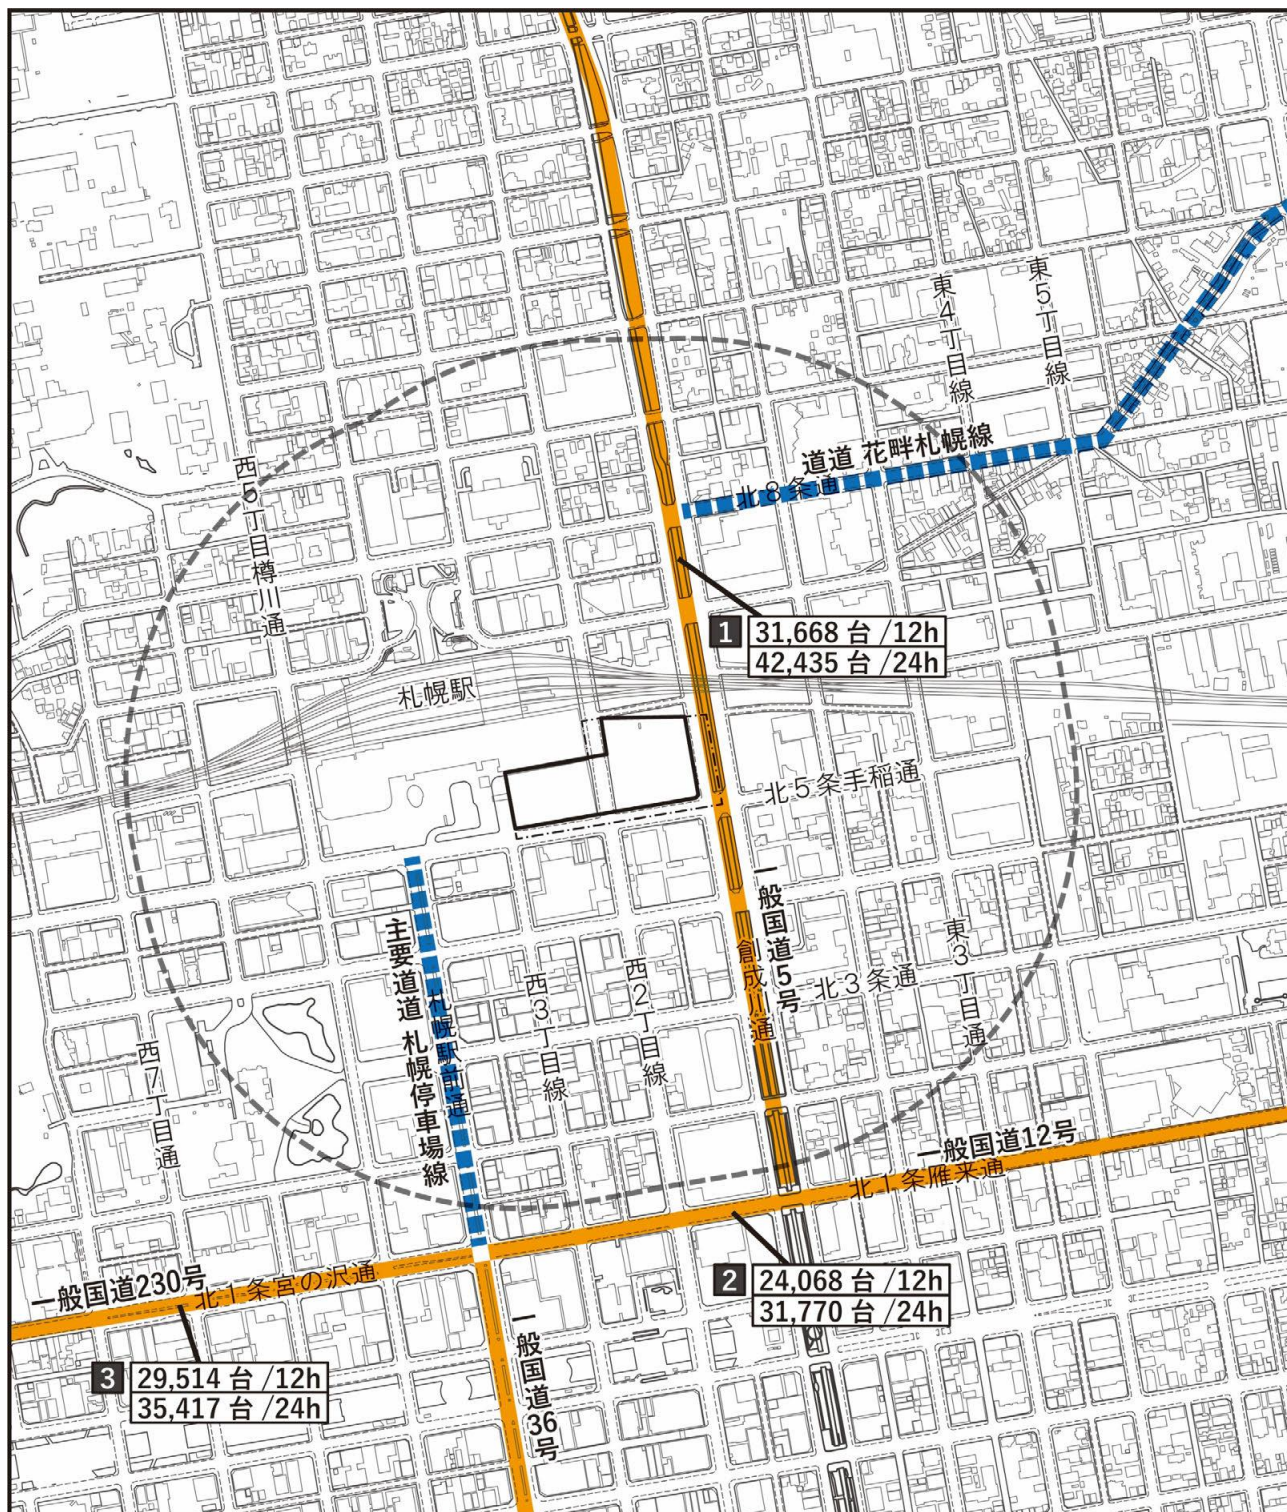 東4丁目線
東5丁目線
道道 花畔札幌線
北8条通
西5丁目樽川通
1
31,668 台 /12h
42,435 台 /24h
札幌駅
北5条手稲通
一般国道5号
創成川通
北3条通
東3丁目通
主要道道 札幌停車場線
札幌駅前通
西3丁目線
西2丁目線
西7丁目通
一般国道12号
北1条雁来通
一般国道230号
北1条宮の沢通
2
24,068 台 /12h
31,770 台 /24h
一般国道36号
3
29,514 台 /12h
35,417 台 /24h